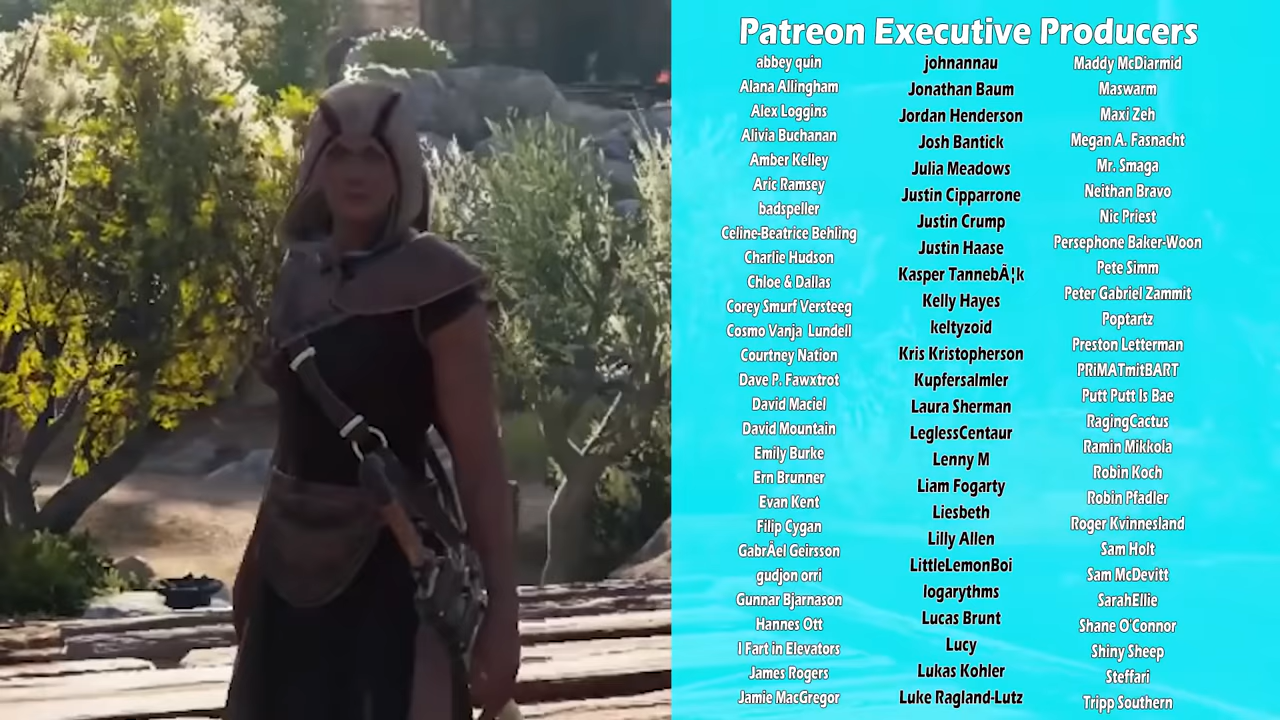 Patreon Executive Producers
abbey quin
Alana Allingham
Alex Loggins
Alivia Buchanan
Amber Kelley
Aric Ramsey
badspeller
Celine-Beatrice Behling
Charlie Hudson
Chloe & Dallas
Corey Smurf Versteeg
Cosmo Vanja Lundell
Courtney Nation
Dave P. Fawxtrot
David Maciel
David Mountain
Emily Burke
Ern Brunner
Evan Kent
Filip Cygan
GabrÃel Geirsson
gudjon orri
Gunnar Bjarnason
Hannes Ott
I Fart in Elevators
James Rogers
Jamie MacGregor
johnannau
Jonathan Baum
Jordan Henderson
Josh Bantick
Julia Meadows
Justin Cipparrone
Justin Crump
Justin Haase
Kasper TannebÃ¦k
Kelly Hayes
keltyzoid
Kris Kristopherson
Kupfersalmler
Laura Sherman
LeglessCentaur
Lenny M
Liam Fogarty
Liesbeth
Lilly Allen
LittleLemonBoi
logarythms
Lucas Brunt
Lucy
Lukas Kohler
Luke Ragland-Lutz
Maddy McDiarmid
Maswarm
Maxi Zeh
Megan A. Fasnacht
Mr. Smaga
Neithan Bravo
Nic Priest
Persephone Baker-Woon
Pete Simm
Peter Gabriel Zammit
Poptartz
Preston Letterman
PRiMATmitBART
Putt Putt Is Bae
RagingCactus
Ramin Mikkola
Robin Koch
Robin Pfadler
Roger Kvinnesland
Sam Holt
Sam McDevitt
SarahEllie
Shane O'Connor
Shiny Sheep
Steffari
Tripp Southern